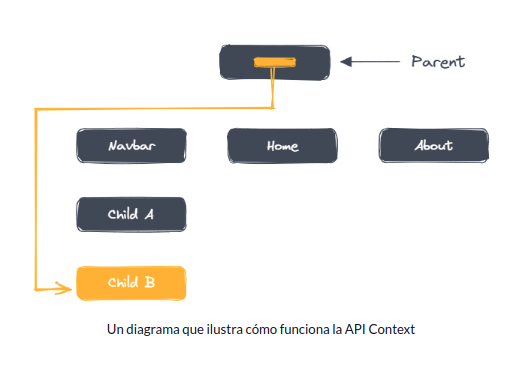 Parent
Navbar
Home
About
Child A
Child B
Un diagrama que ilustra cómo funciona la API Context